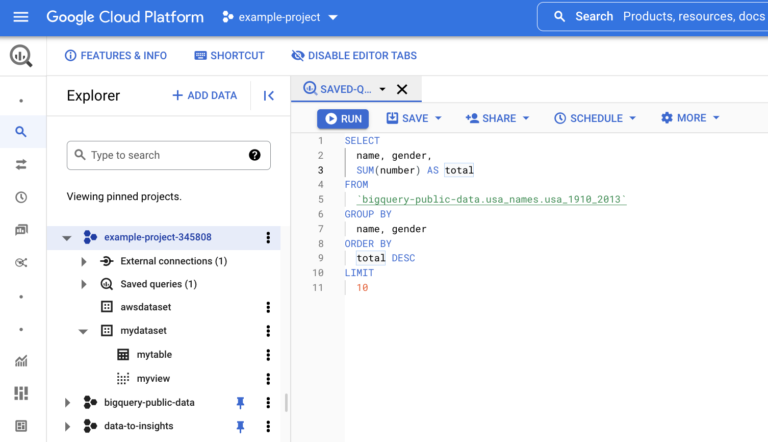 Google Cloud Platform
example-project
Search Products, resources, docs
FEATURES & INFO
SHORTCUT
DISABLE EDITOR TABS
Explorer
+ ADD DATA
SAVED-Q...
RUN
SAVE
SHARE
SCHEDULE
MORE
Type to search
?
Viewing pinned projects.
example-project-345808
External connections (1)
Saved queries (1)
awsdataset
mydataset
mytable
myview
bigquery-public-data
data-to-insights
1 SELECT
2 name, gender,
3 SUM(number) AS total
4 FROM
5 `bigquery-public-data.usa_names.usa_1910_2013`
6 GROUP BY
7 name, gender
8 ORDER BY
9 total DESC
10 LIMIT
11 10